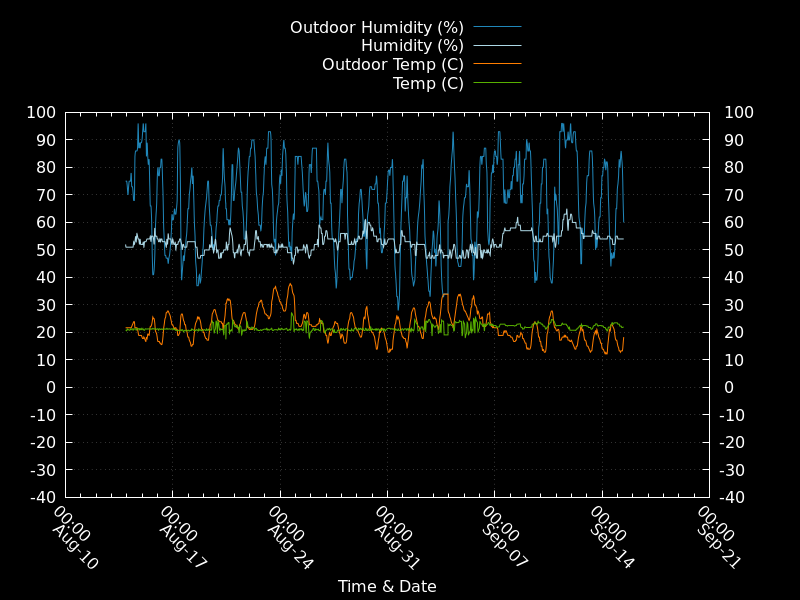 Outdoor Humidity (%)
Humidity (%)
Outdoor Temp (C)
Temp (C)
100 100
90 90
80 80
70 70
60 60
50 50
40 40
30 30
20 20
10 10
0 0
-10 -10
-20 -20
-30 -30
-40 -40
00:00 00:00 00:00 00:00 00:00 00:00 00:00
Aug-10 Aug-17 Aug-24 Aug-31 Sep-07 Sep-14 Sep-21
Time & Date